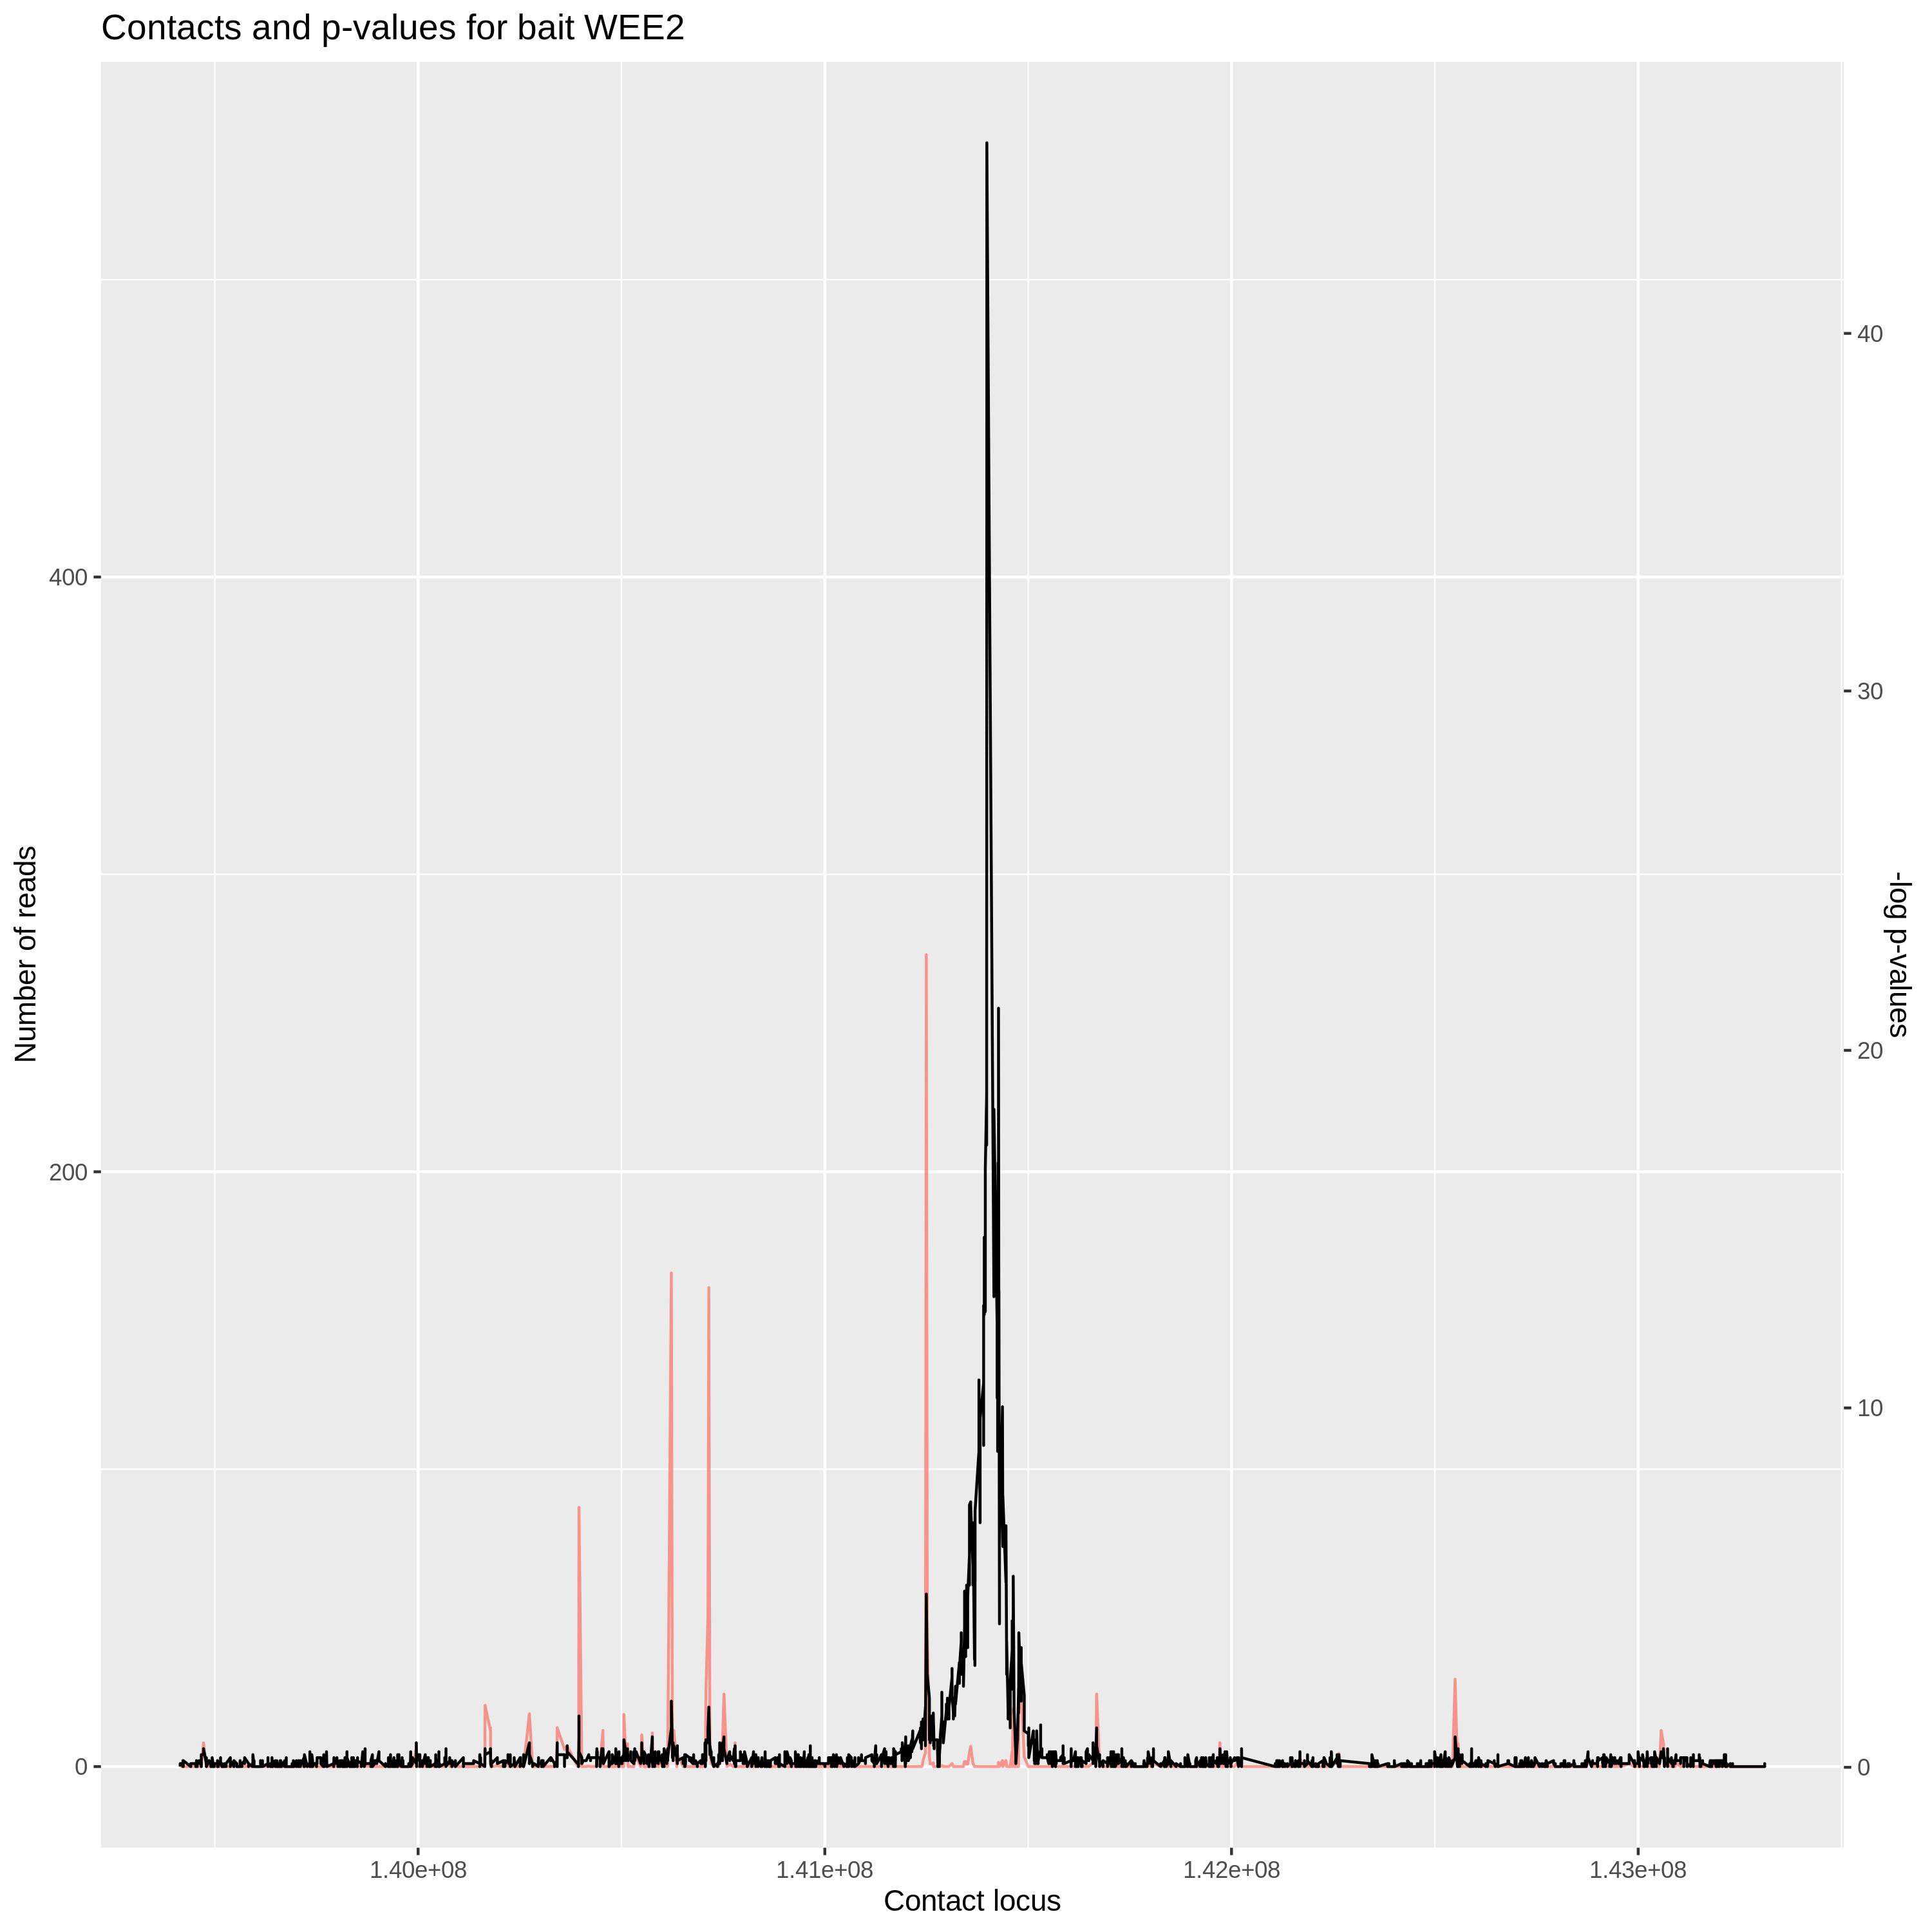 Contacts and p-values for bait WEE2
Number of reads
400
200
0
40
30
20
10
0
-log p-values
1.40e+08
1.41e+08
1.42e+08
1.43e+08
Contact locus